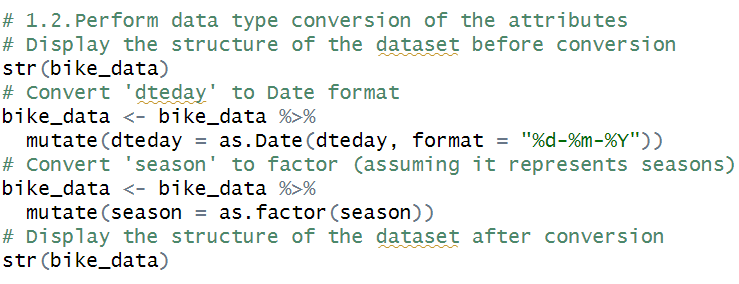 # 1.2.Perform data type conversion of the attributes
# Display the structure of the dataset before conversion
str(bike_data)
# Convert 'dteday' to Date format
bike_data <- bike_data %>%
  mutate(dteday = as.Date(dteday, format = "%d-%m-%Y"))
# Convert 'season' to factor (assuming it represents seasons)
bike_data <- bike_data %>%
  mutate(season = as.factor(season))
# Display the structure of the dataset after conversion
str(bike_data)